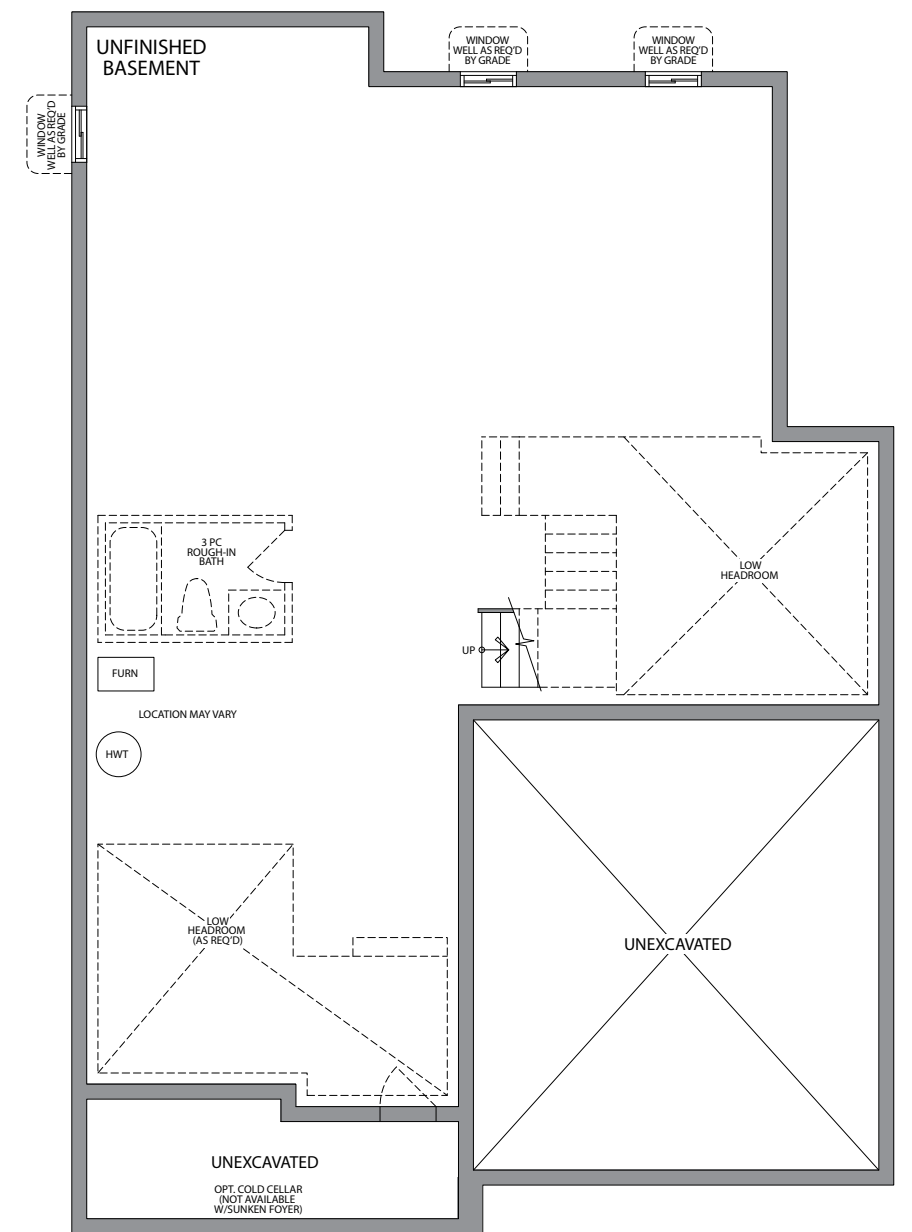 UNFINISHED
BASEMENT
WINDOW
WELL AS REQ'D
BY GRADE
WINDOW
WELL AS REQ'D
BY GRADE
WINDOW
WELL AS REQ'D
BY GRADE
3 PC
ROUGH-IN
BATH
LOW
HEADROOM
UP
FURN
LOCATION MAY VARY
HWT
LOW
HEADROOM
(AS REQ'D)
UNEXCAVATED
UNEXCAVATED
OPT. COLD CELLAR
(NOT AVAILABLE
W/SUNKEN FOYER)